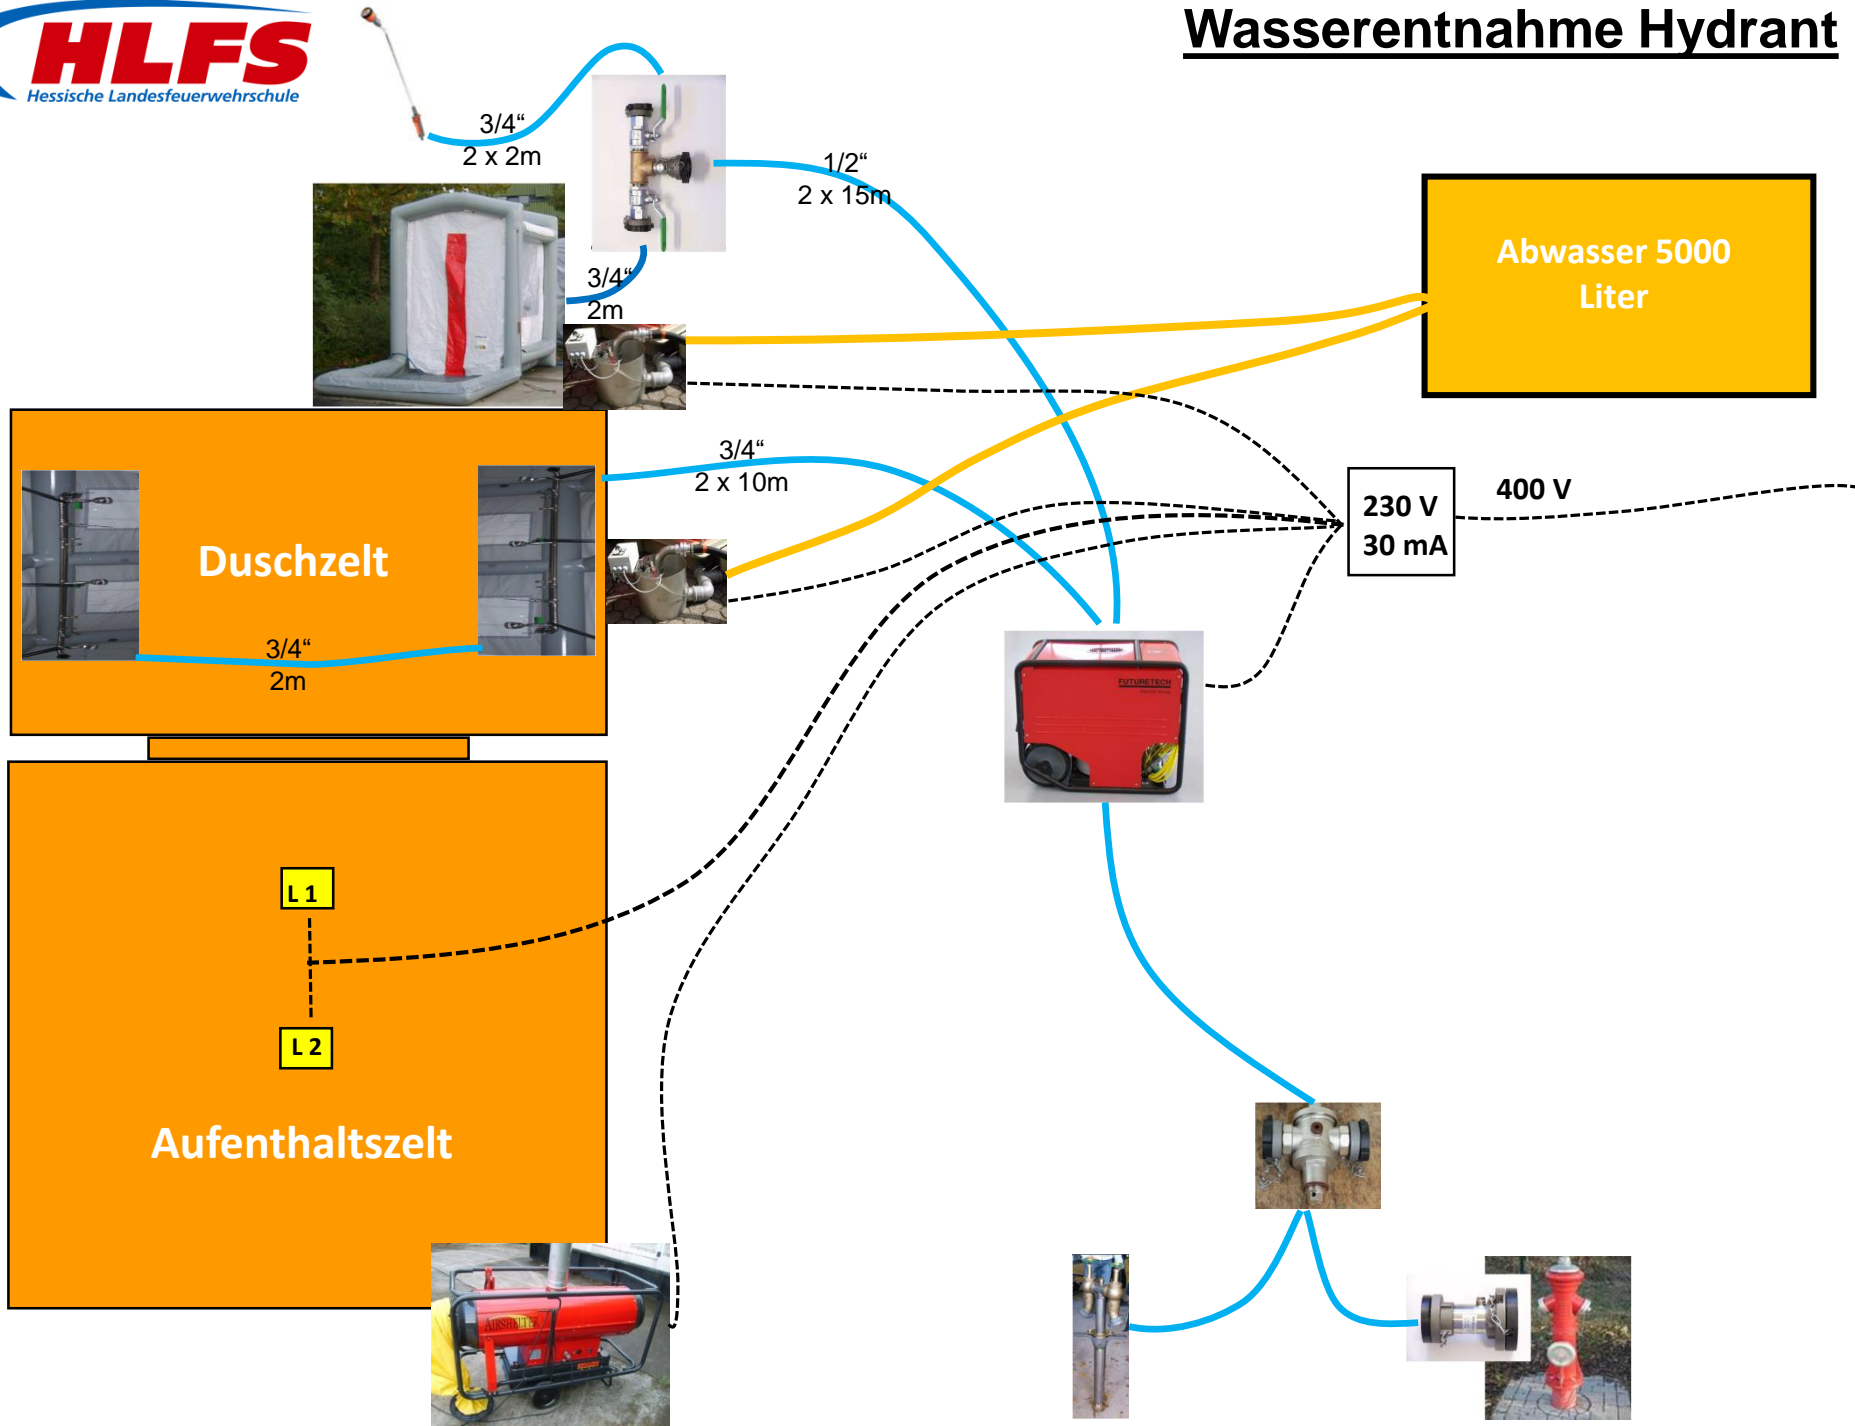 Wasserentnahme Hydrant
HLFS
Hessische Landesfeuerwehrschule
3/4“
2 x 2m
1/2“
2 x 15m
3/4“
2m
Abwasser 5000
Liter
3/4“
2 x 10m
230 V
30 mA
400 V
Duschzelt
3/4“
2m
FUTURETECH
L 1
L 2
Aufenthaltszelt
AIRSHELTER